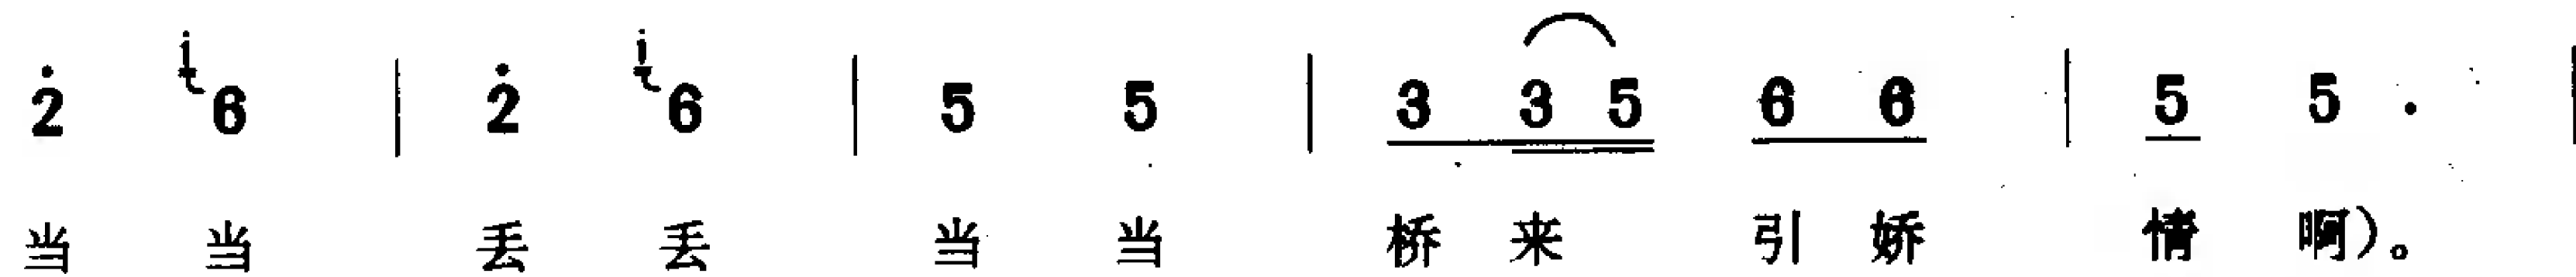 2̇ i6 | 2̇ i6 | 5 5 | 3 3 5 6 6 | 5 5 . |
当 当 丢 丢 当 当 桥 来 引 娇 情 啊)。